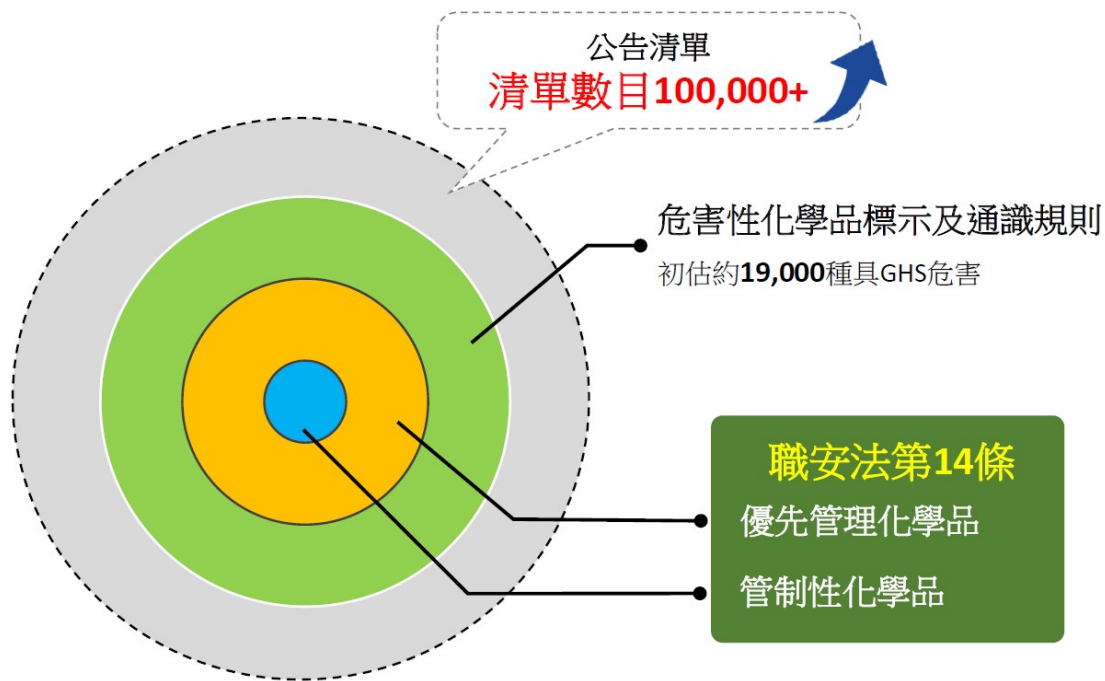 公告清單
清單數目100,000+
危害性化學品標示及通識規則
初估約19,000種具GHS危害
職安法第14條
優先管理化學品
管制性化學品